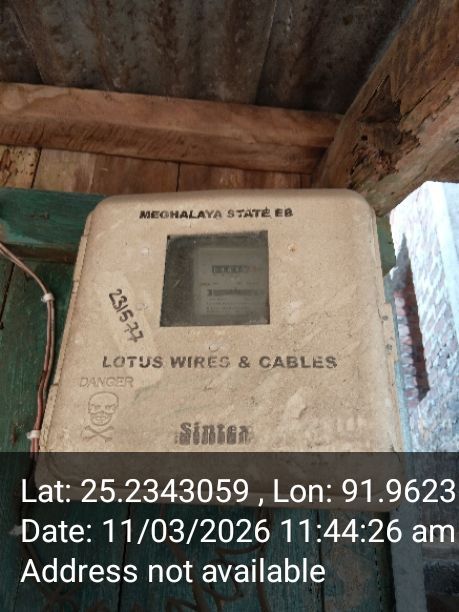 MEGHALAYA STATE EB
231577
LOTUS WIRES & CABLES
DANGER
Sintex
Lat: 25.2343059 , Lon: 91.9623
Date: 11/03/2026 11:44:26 am
Address not available